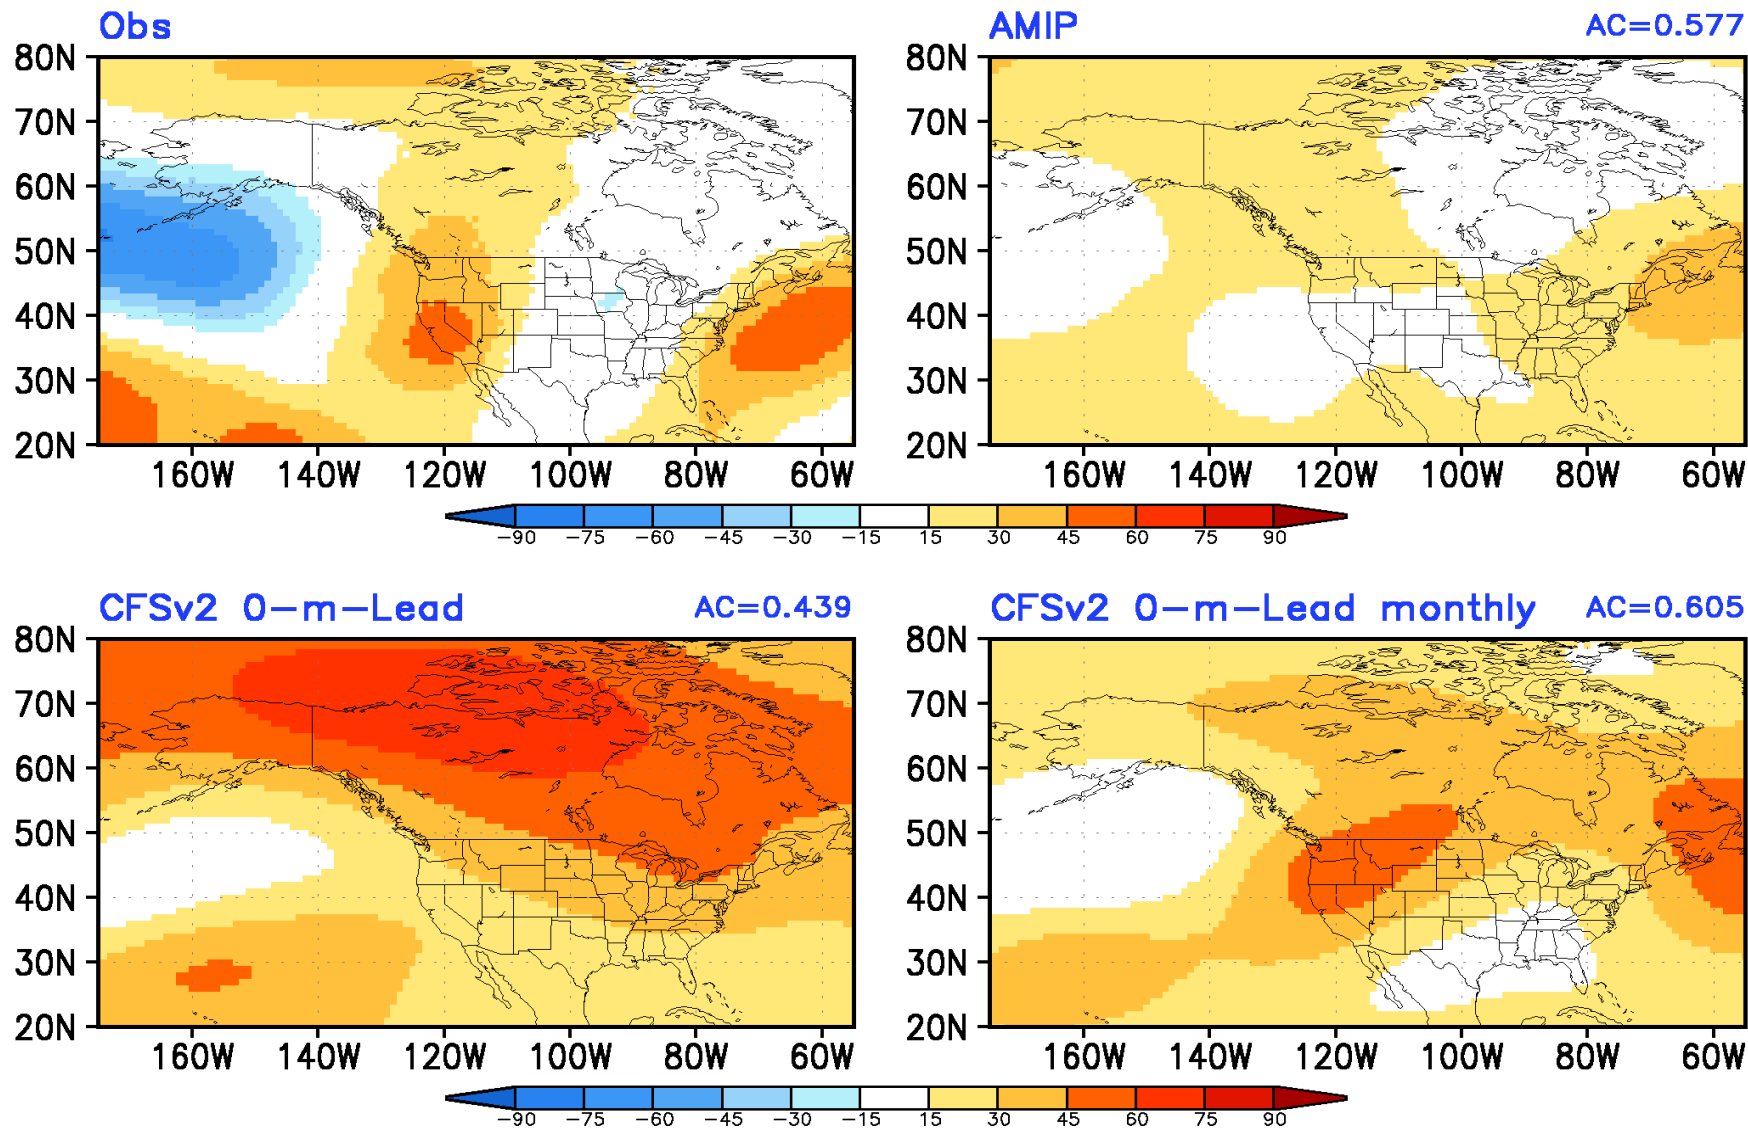 Obs
AMIP AC=0.577
80N
70N
60N
50N
40N
30N
20N
160W 140W 120W 100W 80W 60W
80N
70N
60N
50N
40N
30N
20N
160W 140W 120W 100W 80W 60W
-90 -75 -60 -45 -30 -15 15 30 45 60 75 90
CFSv2 0-m-Lead AC=0.439
CFSv2 0-m-Lead monthly AC=0.605
80N
70N
60N
50N
40N
30N
20N
160W 140W 120W 100W 80W 60W
80N
70N
60N
50N
40N
30N
20N
160W 140W 120W 100W 80W 60W
-90 -75 -60 -45 -30 -15 15 30 45 60 75 90